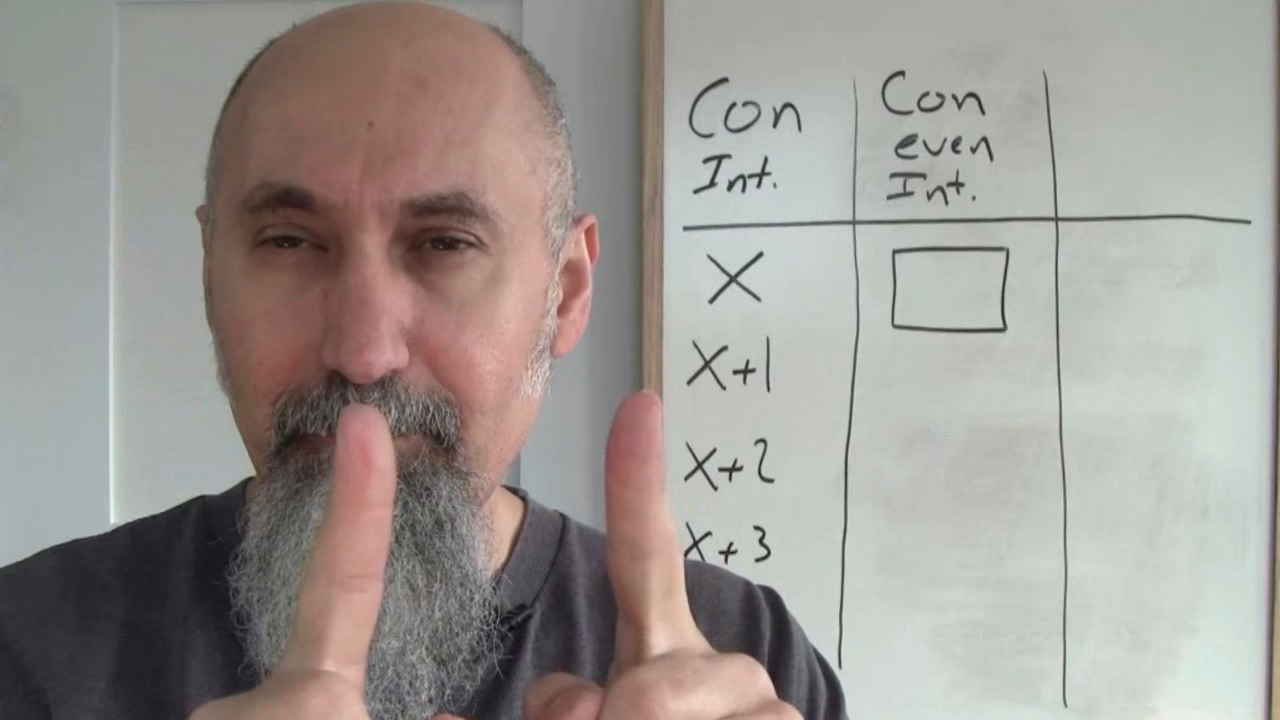 Con
Int.
Con
even
Int.
X
X+1
X+2
X+3